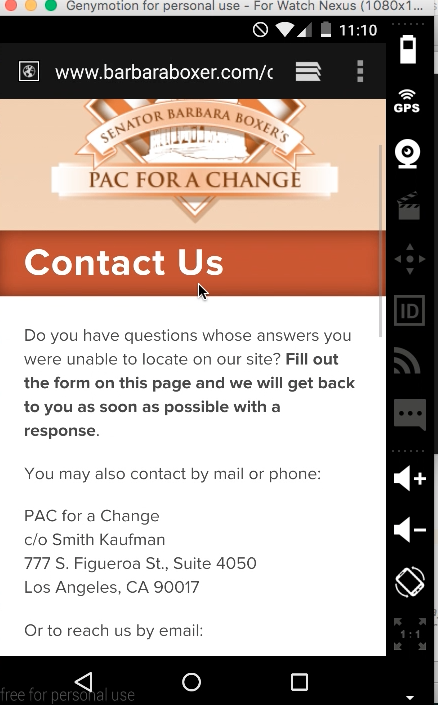 Genymotion for personal use - For Watch Nexus (1080x1...
11:10
www.barbaraboxer.com/c
GPS
SENATOR BARBARA BOXER'S
PAC FOR A CHANGE
Contact Us
ID
Do you have questions whose answers you
were unable to locate on our site? Fill out
the form on this page and we will get back
to you as soon as possible with a
response.
You may also contact by mail or phone:
PAC for a Change
c/o Smith Kaufman
777 S. Figueroa St., Suite 4050
Los Angeles, CA 90017
Or to reach us by email:
1:1
free for personal use